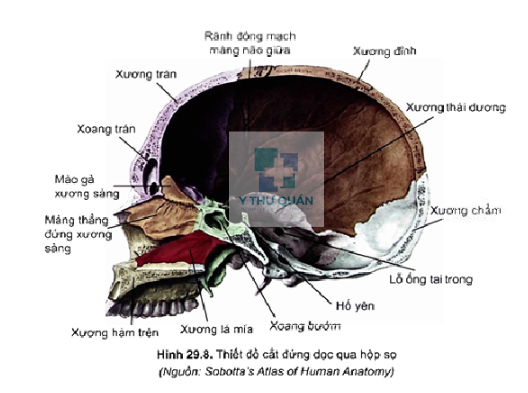 Rãnh động mạch
màng não giữa
Xương đỉnh
Xương trán
Xương thái dương
Xoang trán
Mào gà
xương sàng
Mảng thẳng
đứng xương
sàng
Y THƯ QUÁN
Xương chẩm
Lỗ ống tai trong
Hố yên
Xương hàm trện
Xương lá mía
Xoang bướm
Hình 29.8. Thiết đồ cắt đứng dọc qua hộp sọ
(Nguồn: Sobotta's Atlas of Human Anatomy)